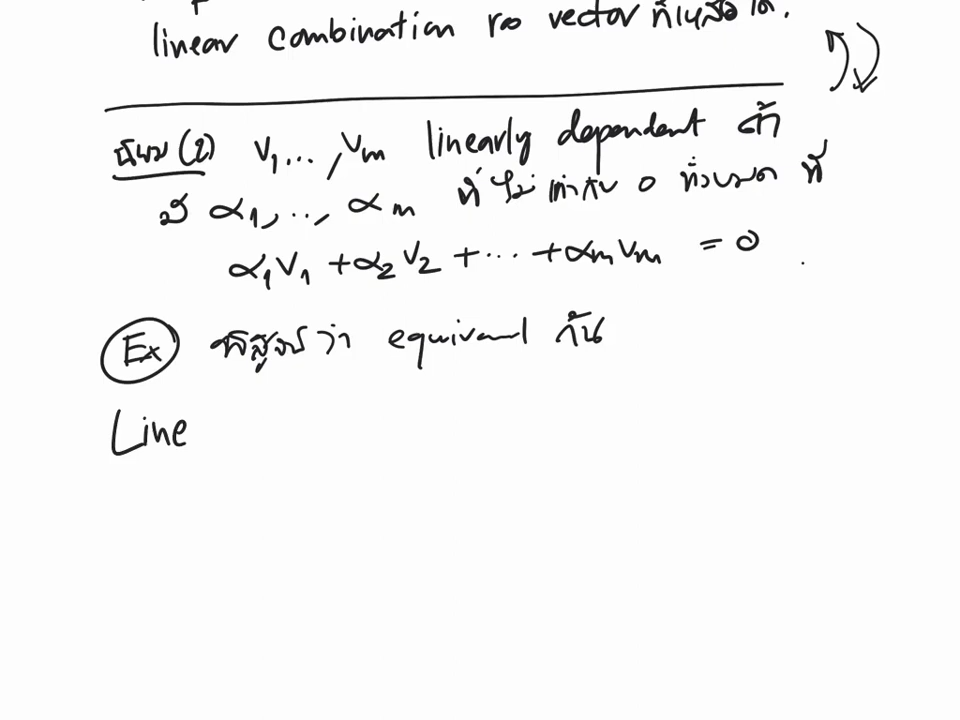 linear combination ของ vector ที่เหลือได้.
นิยม (2) v₁..., vₘ linearly dependent ถ้า
มี α₁, .., αₘ ที่ไม่เท่ากับ 0 ทั้งหมด ที่
α₁v₁ + α₂v₂ + ... + αₘvₘ = 0
Ex พิสูจน์ว่า equivanl กัน
Line